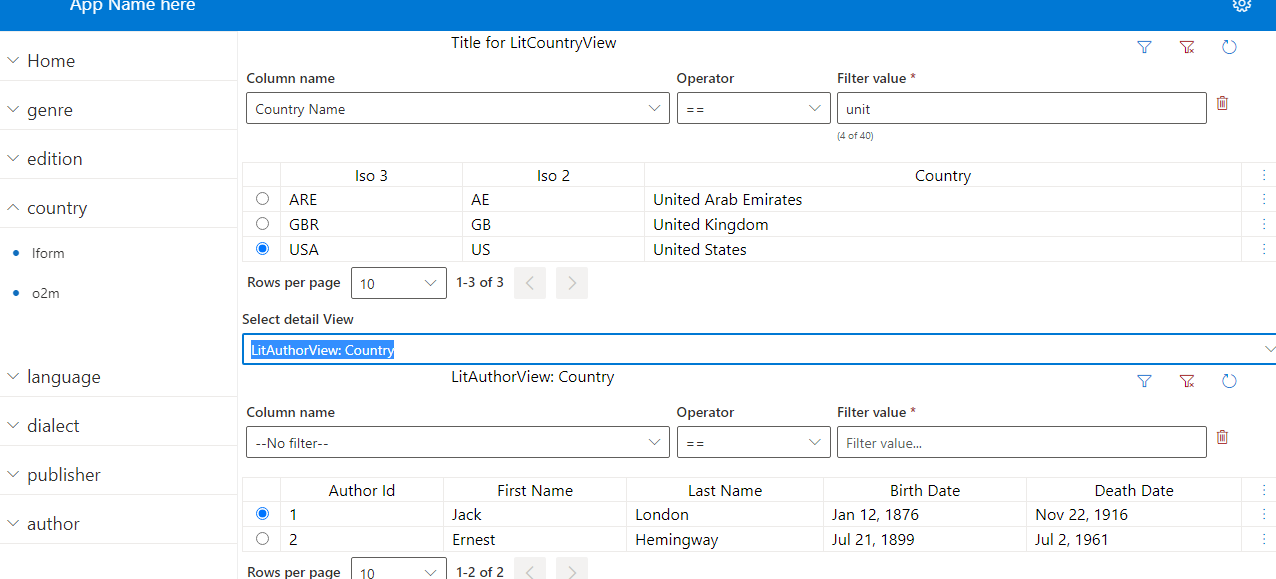 App Name here
Home
genre
edition
country
lform
o2m
language
dialect
publisher
author
Title for LitCountryView
Column name Operator Filter value *
Country Name == unit
(4 of 40)
Iso 3 Iso 2 Country
ARE AE United Arab Emirates
GBR GB United Kingdom
USA US United States
Rows per page 10 1-3 of 3
Select detail View
LitAuthorView: Country
LitAuthorView: Country
Column name Operator Filter value *
--No filter-- == Filter value...
Author Id First Name Last Name Birth Date Death Date
1 Jack London Jan 12, 1876 Nov 22, 1916
2 Ernest Hemingway Jul 21, 1899 Jul 2, 1961
Rows per page 10 1-2 of 2